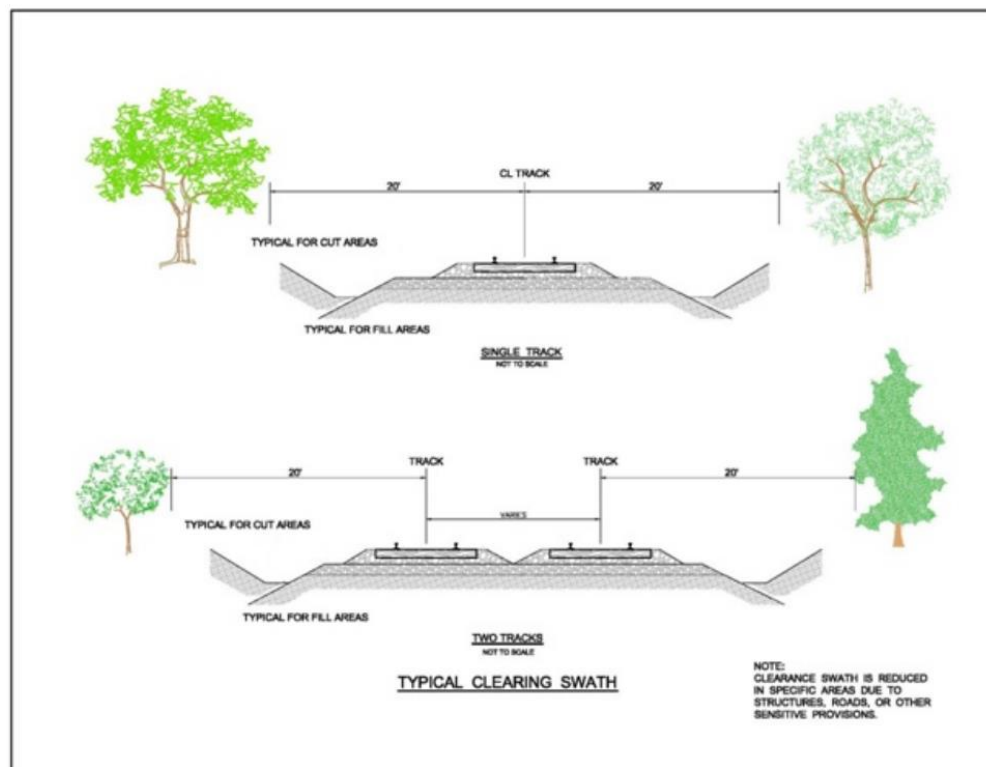 CL TRACK
20' 20'
TYPICAL FOR CUT AREAS
TYPICAL FOR FILL AREAS
SINGLE TRACK
NOT TO SCALE
TRACK TRACK
20' 20'
VARIES
TYPICAL FOR CUT AREAS
TYPICAL FOR FILL AREAS
TWO TRACKS
NOT TO SCALE
TYPICAL CLEARING SWATH
NOTE:
CLEARANCE SWATH IS REDUCED
IN SPECIFIC AREAS DUE TO
STRUCTURES, ROADS, OR OTHER
SENSITIVE PROVISIONS.